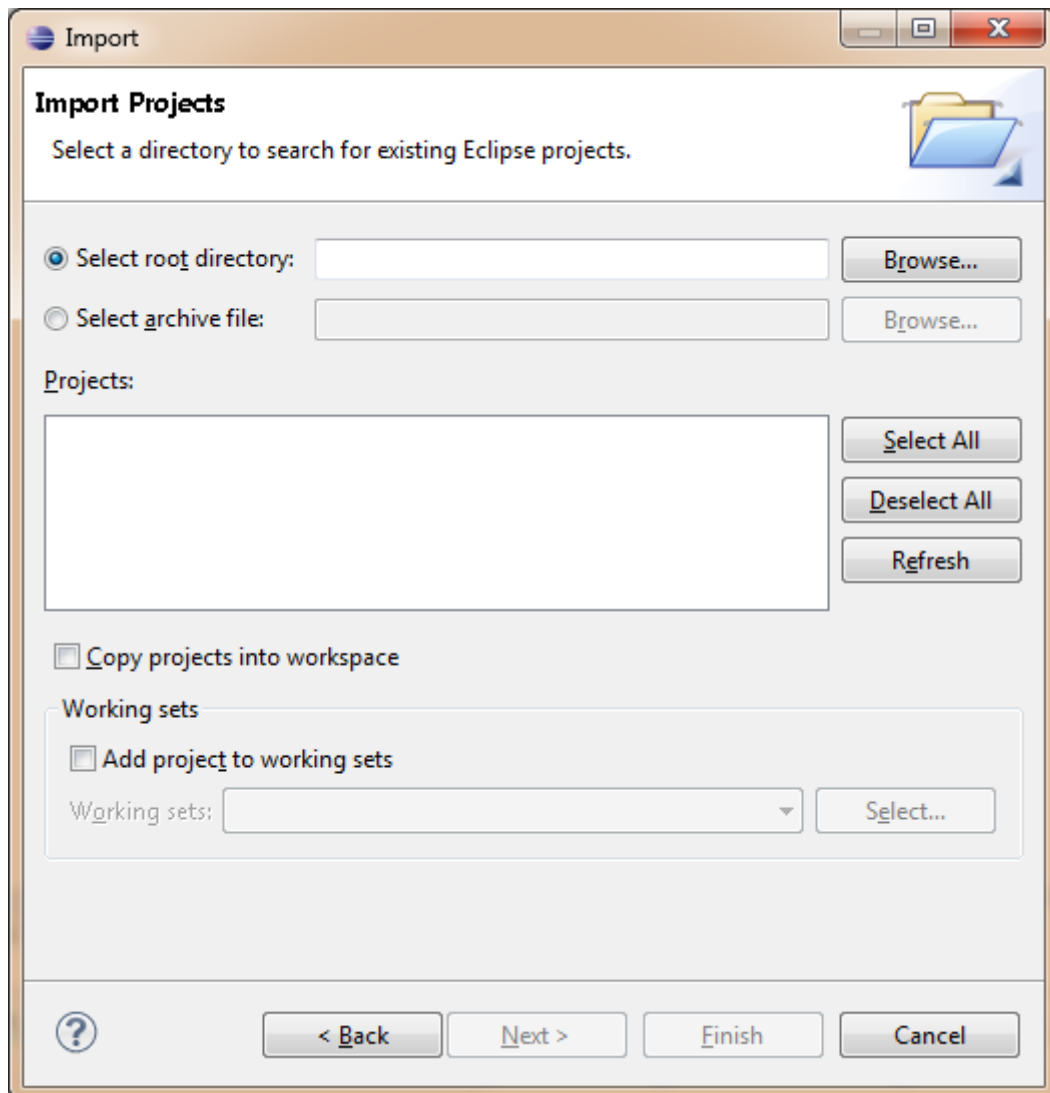 Import
Import Projects
Select a directory to search for existing Eclipse projects.
Select root directory:
Browse...
Select archive file:
Browse...
Projects:
Select All
Deselect All
Refresh
Copy projects into workspace
Working sets
Add project to working sets
Working sets:
Select...
< Back
Next >
Finish
Cancel